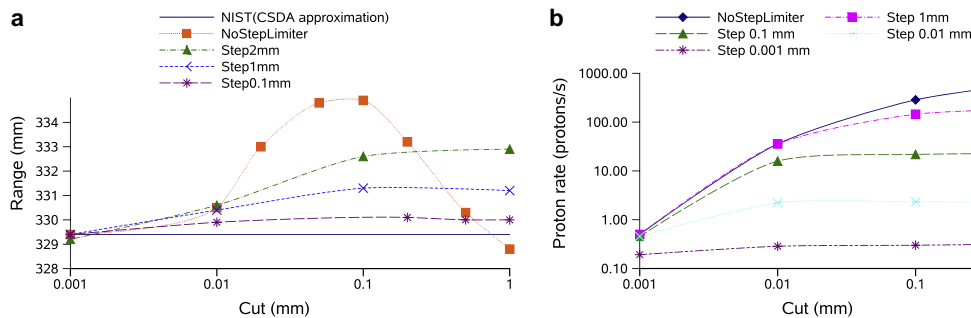 a
NIST(CSDA approximation)
NoStepLimiter
Step2mm
Step1mm
Step0.1mm
Range (mm)
334
333
331
330
329
328
0.001
0.01
0.1
1
Cut (mm)
b
NoStepLimiter
Step 1mm
Step 0.1 mm
Step 0.01 mm
Step 0.001 mm
Proton rate (protons/s)
1000.00
100.00
10.00
1.00
0.10
0.001
0.01
0.1
Cut (mm)